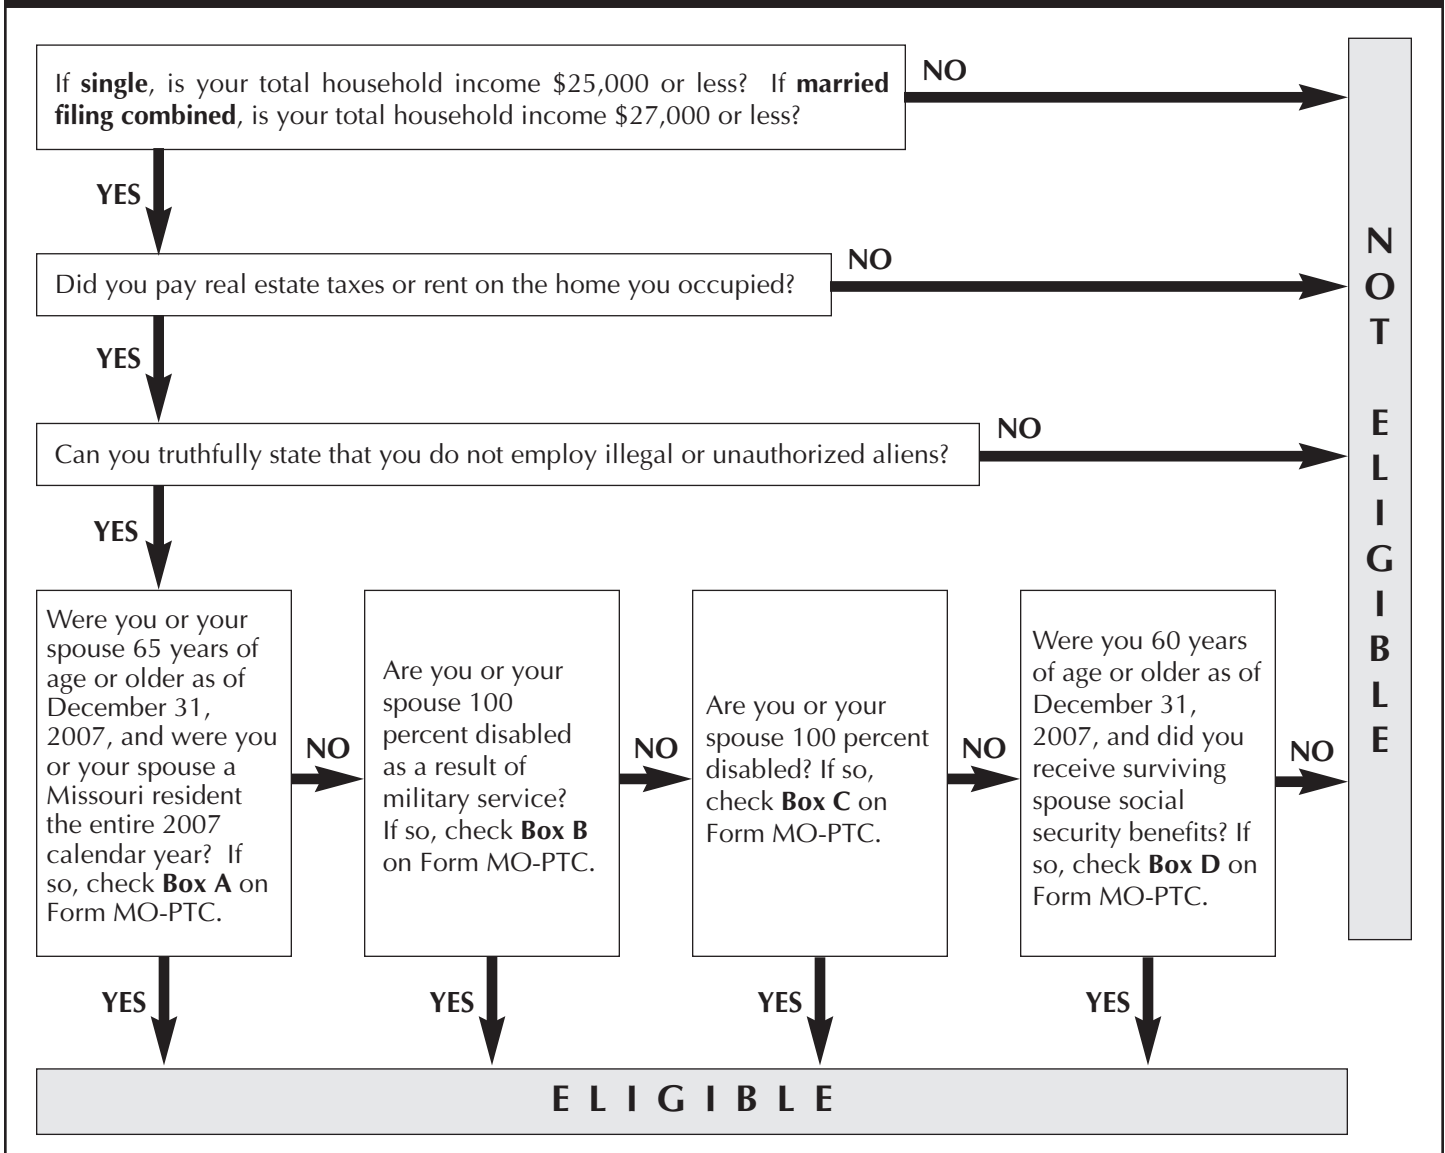 If single, is your total household income $25,000 or less? If married
filing combined, is your total household income $27,000 or less?
NO
YES
Did you pay real estate taxes or rent on the home you occupied?
NO
YES
Can you truthfully state that you do not employ illegal or unauthorized aliens?
NO
YES
Were you or your
spouse 65 years of
age or older as of
December 31,
2007, and were you
or your spouse a
Missouri resident
the entire 2007
calendar year? If
so, check Box A on
Form MO-PTC.
NO
YES
Are you or your
spouse 100
percent disabled
as a result of
military service?
If so, check Box B
on Form MO-PTC.
NO
YES
Are you or your
spouse 100 percent
disabled? If so,
check Box C on
Form MO-PTC.
NO
YES
Were you 60 years
of age or older as of
December 31,
2007, and did you
receive surviving
spouse social
security benefits? If
so, check Box D on
Form MO-PTC.
NO
YES
NOT ELIGIBLE
ELIGIBLE